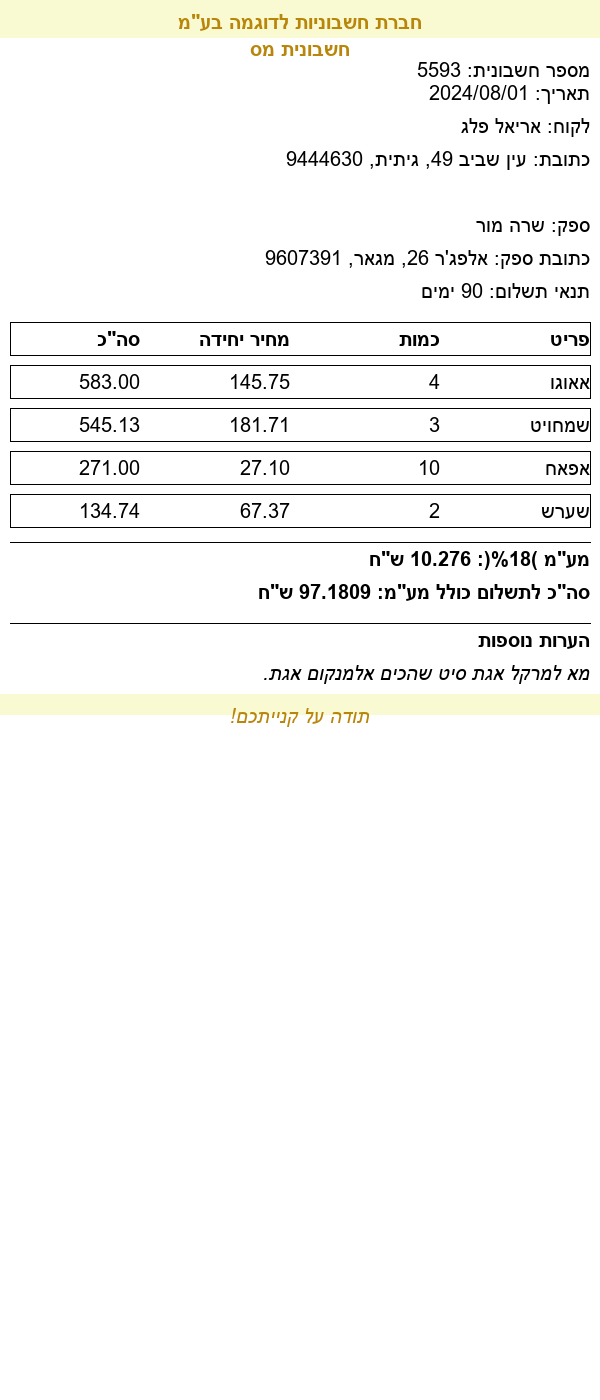 חברת חשבוניות לדוגמה בע"מ
חשבונית מס
מספר חשבונית: 5593
תאריך: 2024/08/01
לקוח: אריאל פלג
כתובת: עין שביב 49, גיתית, 9444630
ספק: שרה מור
כתובת ספק: אלפג'ר 26, מגאר, 9607391
תנאי תשלום: 90 ימים
פריט כמות מחיר יחידה סה"כ
אאוגו 4 145.75 583.00
שמחויט 3 181.71 545.13
אפאח 10 27.10 271.00
שערש 2 67.37 134.74
מע"מ )18%(: 10.276 ש"ח
סה"כ לתשלום כולל מע"מ: 97.1809 ש"ח
הערות נוספות
מא למרקל אגת סיט שהכים אלמנקום אגת.
תודה על קנייתכם!